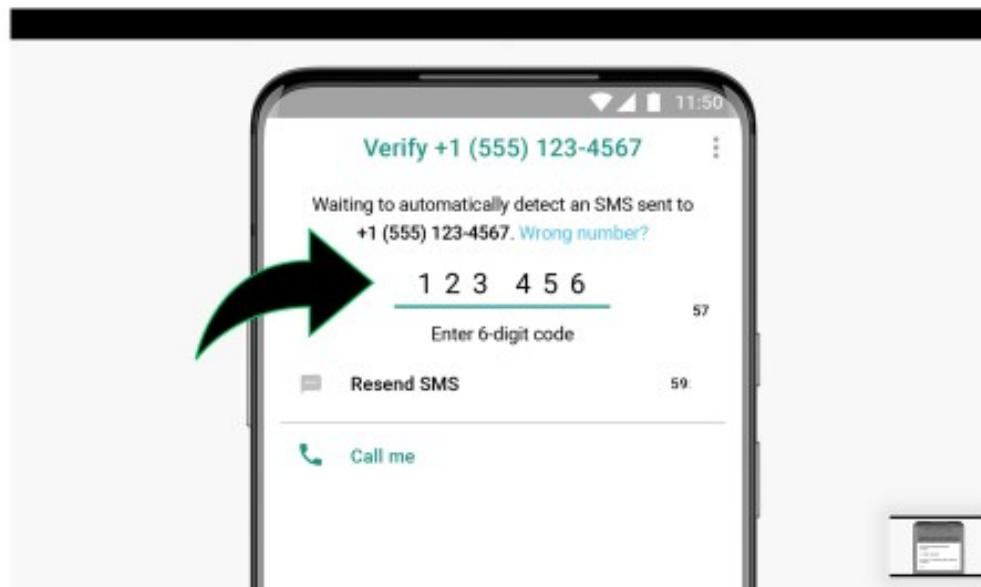 11:50
Verify +1 (555) 123-4567
Waiting to automatically detect an SMS sent to
+1 (555) 123-4567. Wrong number?
123 456
57
Enter 6-digit code
Resend SMS 59
Call me